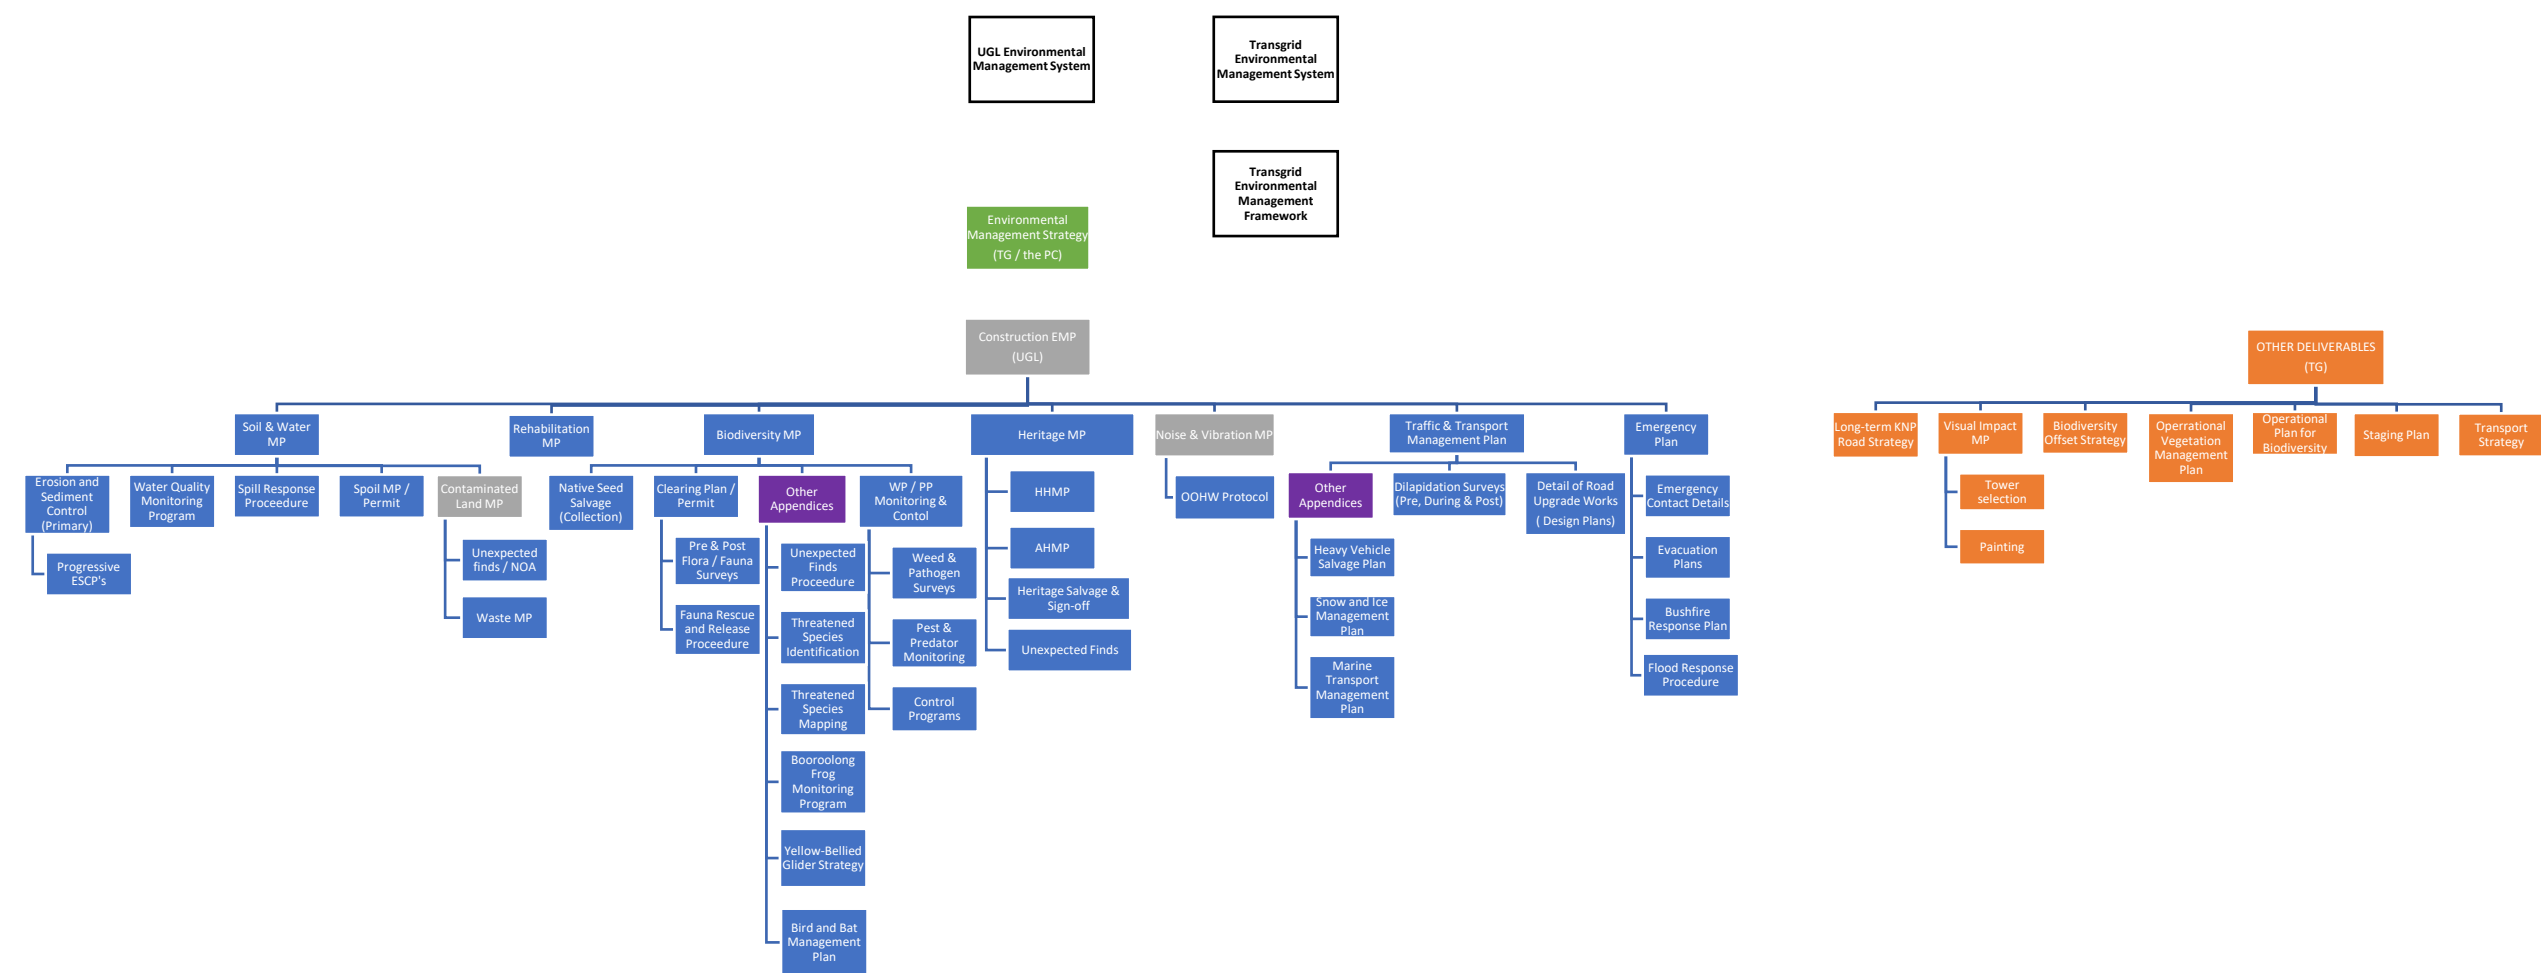 UGL Environmental
Management System
Transgrid
Environmental
Management System
Transgrid
Environmental
Management
Framework
Environmental
Management Strategy
(TG / the PC)
Construction EMP
(UGL)
OTHER DELIVERABLES
(TG)
Soil & Water
MP
Rehabilitation
MP
Biodiversity MP
Heritage MP
Noise & Vibration MP
Traffic & Transport
Management Plan
Emergency
Plan
Long-term KNP
Road Strategy
Visual Impact
MP
Biodiversity
Offset Strategy
Operrational
Vegetation
Management
Plan
Operational
Plan for
Biodiversity
Staging Plan
Transport
Strategy
Erosion and
Sediment
Control
(Primary)
Water Quality
Monitoring
Program
Spill Response
Proceedure
Spoil MP /
Permit
Contaminated
Land MP
Native Seed
Salvage
(Collection)
Clearing Plan /
Permit
Other
Appendices
WP / PP
Monitoring &
Contol
HHMP
OOHW Protocol
Other
Appendices
Dilapidation Surveys
(Pre, During & Post)
Detail of Road
Upgrade Works
( Design Plans)
Emergency
Contact Details
Tower
selection
Progressive
ESCP's
Unexpected
finds / NOA
Pre & Post
Flora / Fauna
Surveys
Unexpected
Finds
Proceedure
Weed &
Pathogen
Surveys
AHMP
Heavy Vehicle
Salvage Plan
Evacuation
Plans
Painting
Waste MP
Fauna Rescue
and Release
Proceedure
Threatened
Species
Identification
Pest &
Predator
Monitoring
Heritage Salvage &
Sign-off
Snow and Ice
Management
Plan
Bushfire
Response Plan
Threatened
Species
Mapping
Control
Programs
Unexpected Finds
Marine
Transport
Management
Plan
Flood Response
Procedure
Booroolong
Frog
Monitoring
Program
Yellow-Bellied
Glider Strategy
Bird and Bat
Management
Plan